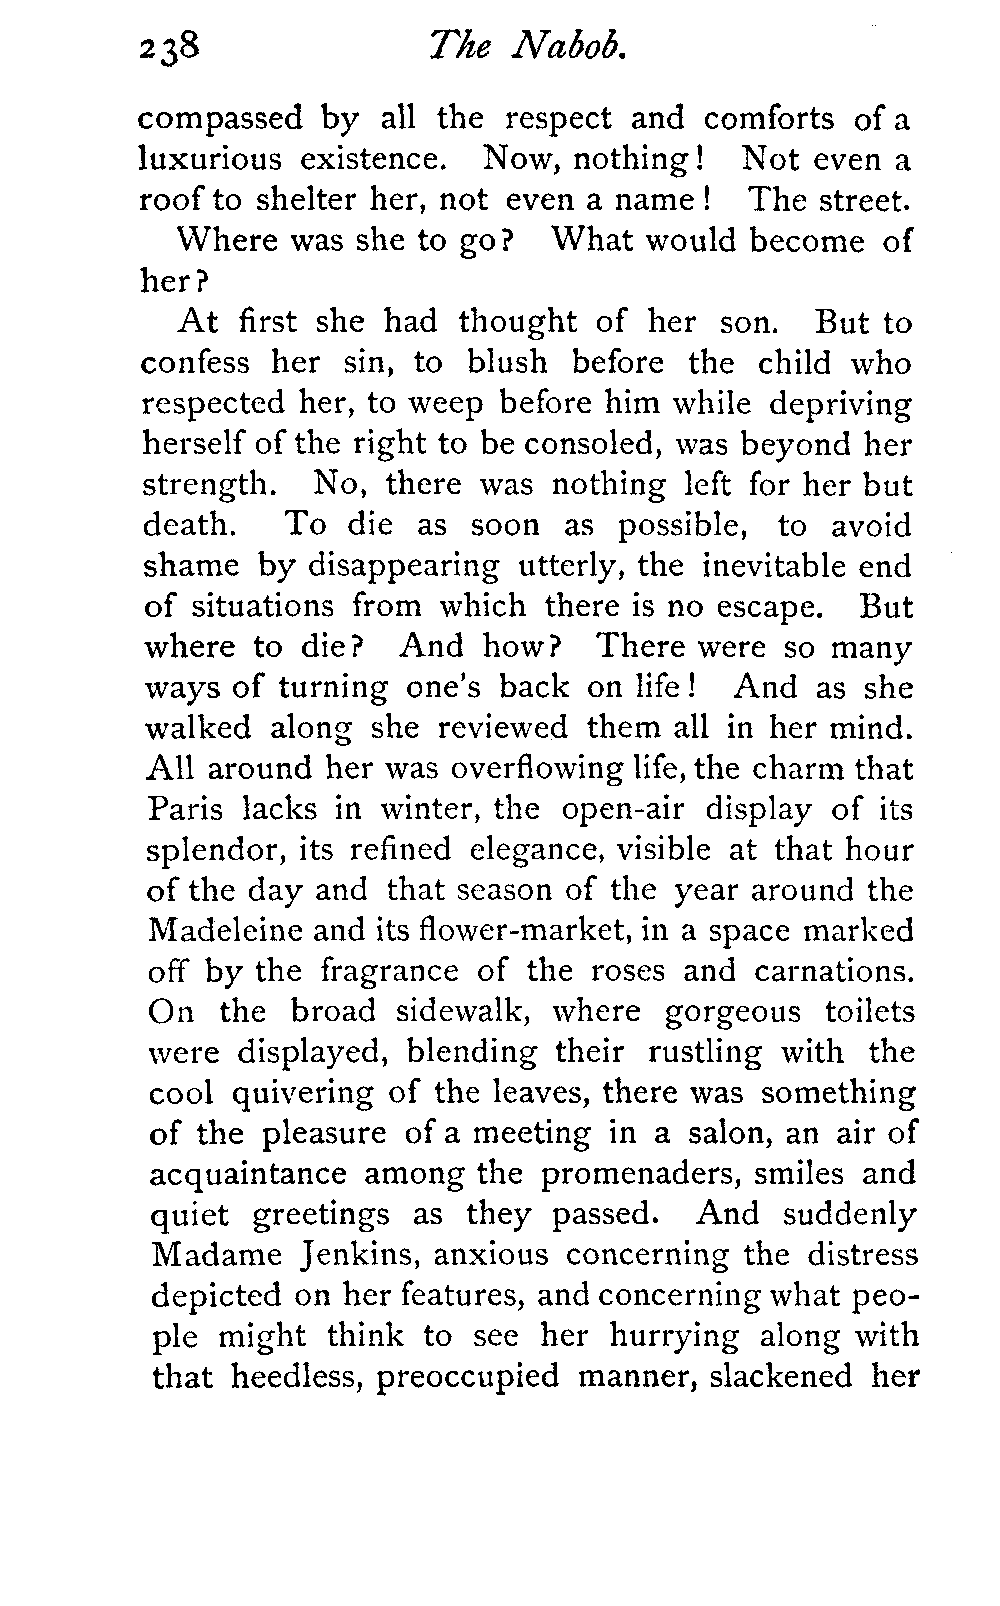 238 The Nabob.
compassed by all the respect and comforts of a
luxurious existence. Now, nothing! Not even a
roof to shelter her, not even a name! The street.
Where was she to go? What would become of
her?
At first she had thought of her son. But to
confess her sin, to blush before the child who
respected her, to weep before him while depriving
herself of the right to be consoled, was beyond her
strength. No, there was nothing left for her but
death. To die as soon as possible, to avoid
shame by disappearing utterly, the inevitable end
of situations from which there is no escape. But
where to die? And how? There were so many
ways of turning one's back on life! And as she
walked along she reviewed them all in her mind.
All around her was overflowing life, the charm that
Paris lacks in winter, the open-air display of its
splendor, its refined elegance, visible at that hour
of the day and that season of the year around the
Madeleine and its flower-market, in a space marked
off by the fragrance of the roses and carnations.
On the broad sidewalk, where gorgeous toilets
were displayed, blending their rustling with the
cool quivering of the leaves, there was something
of the pleasure of a meeting in a salon, an air of
acquaintance among the promenaders, smiles and
quiet greetings as they passed. And suddenly
Madame Jenkins, anxious concerning the distress
depicted on her features, and concerning what peo-
ple might think to see her hurrying along with
that heedless, preoccupied manner, slackened her